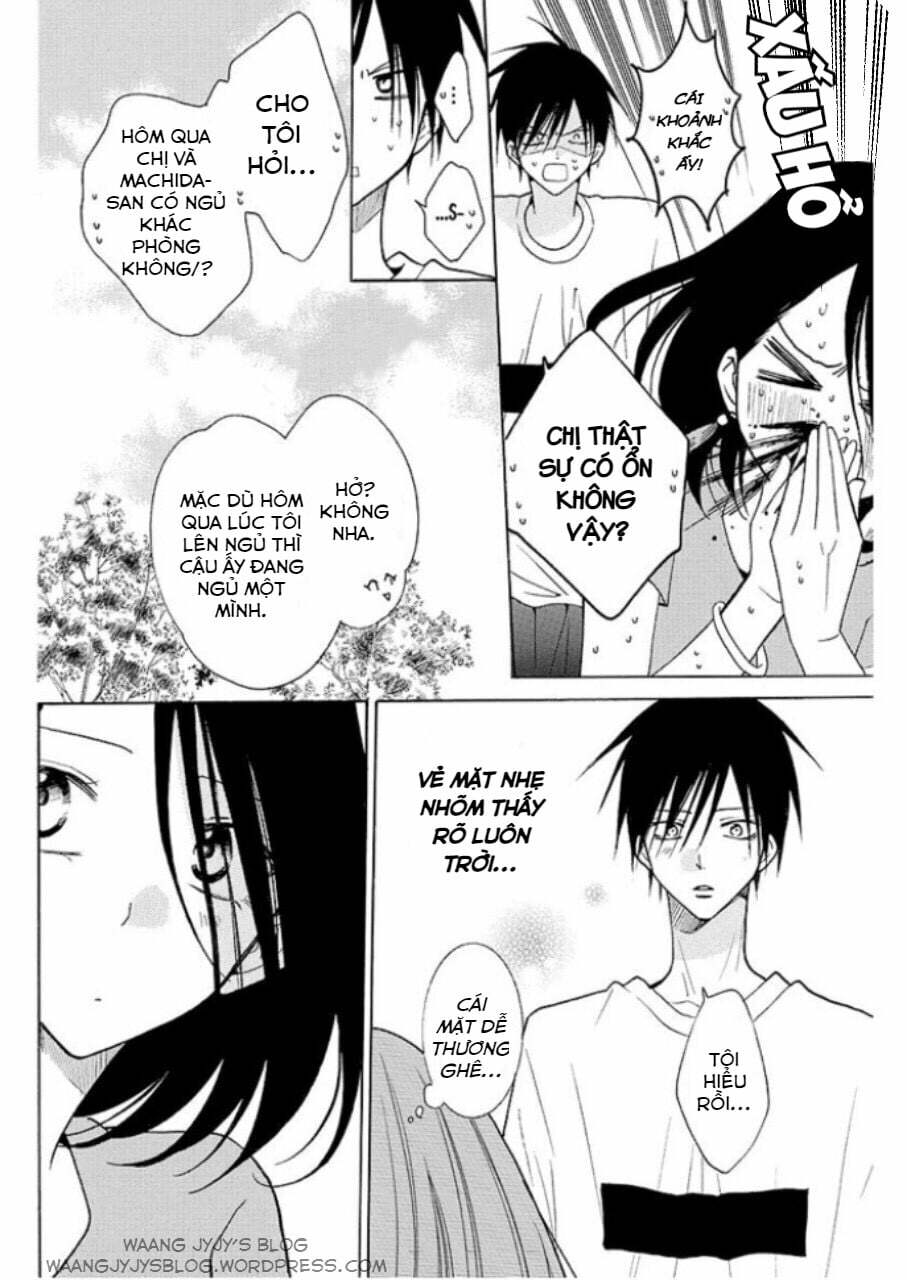 XẤU HỔ
CÁI
KHOẢNH
KHẮC
ẤY!
CHỊ THẬT
SỰ CÓ ỔN
KHÔNG
VẬY?
...
...S-
CHO
TÔI
HỎI...
HÔM QUA
CHỊ VÀ
MACHIDA-
SAN CÓ NGỦ
KHÁC
PHÒNG
KHÔNG/?
HỞ?
KHÔNG
NHA.
MẶC DÙ HÔM
QUA LÚC TÔI
LÊN NGỦ THÌ
CẬU ẤY ĐANG
NGỦ MỘT
MÌNH.
VẺ MẶT NHẸ
NHÕM THẤY
RÕ LUÔN
TRỜI...
TỘI
HIỂU
RỒI...
CÁI
MẶT DỄ
THƯƠNG
GHÊ...
WAANG JYJY'S BLOG
WAANGJYJYSBLOG.WORDPRESS.COM